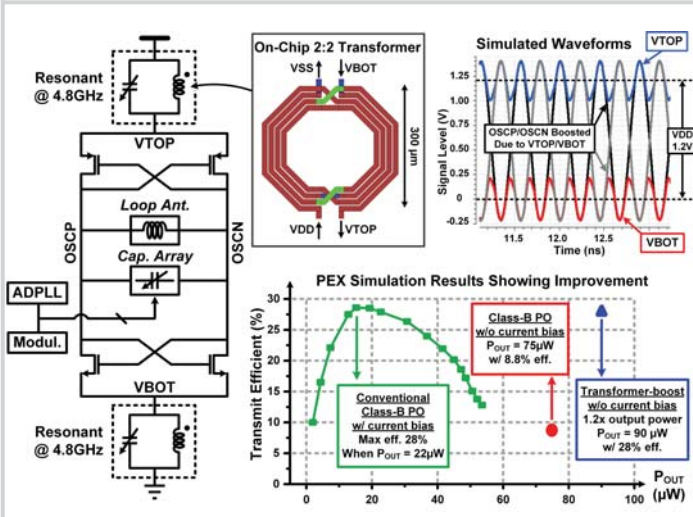 Resonant
@ 4.8GHz
VTOP
OSCP
OSCN
Loop Ant.
Cap. Array
ADPLL
Modul.
VBOT
Resonant
@ 4.8GHz
On-Chip 2:2 Transformer
VSS
VBOT
300 µm
VDD
VTOP
Simulated Waveforms
VTOP
Signal Level (V)
1.25
1.00
0.75
0.50
0.25
0
-0.25
OSCP/OSCN Boosted
Due to VTOP/VBOT
VDD
1.2V
11.5
12.0
12.5
Time (ns)
VBOT
PEX Simulation Results Showing Improvement
Transmit Efficient (%)
30
25
20
15
10
5
0
Conventional
Class-B PO
w/ current bias
Max eff. 28%
When POUT = 22µW
Class-B PO
w/o current bias
POUT = 75µW
w/ 8.8% eff.
Transformer-boost
w/o current bias
1.2x output power
POUT = 90 µW
w/ 28% eff.
0
20
40
60
80
100
POUT
(µW)